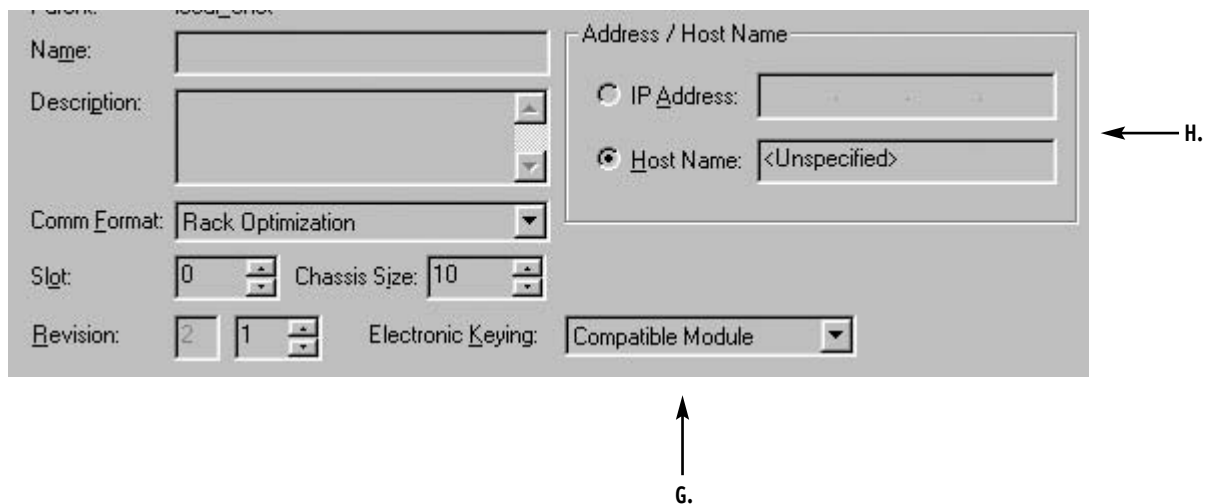 Name:
Description:
Comm Format: Rack Optimization
Slot: 0 Chassis Size: 10
Revision: 2 1 Electronic Keying: Compatible Module
Address / Host Name
IP Address:
Host Name: <Unspecified>
H.
G.